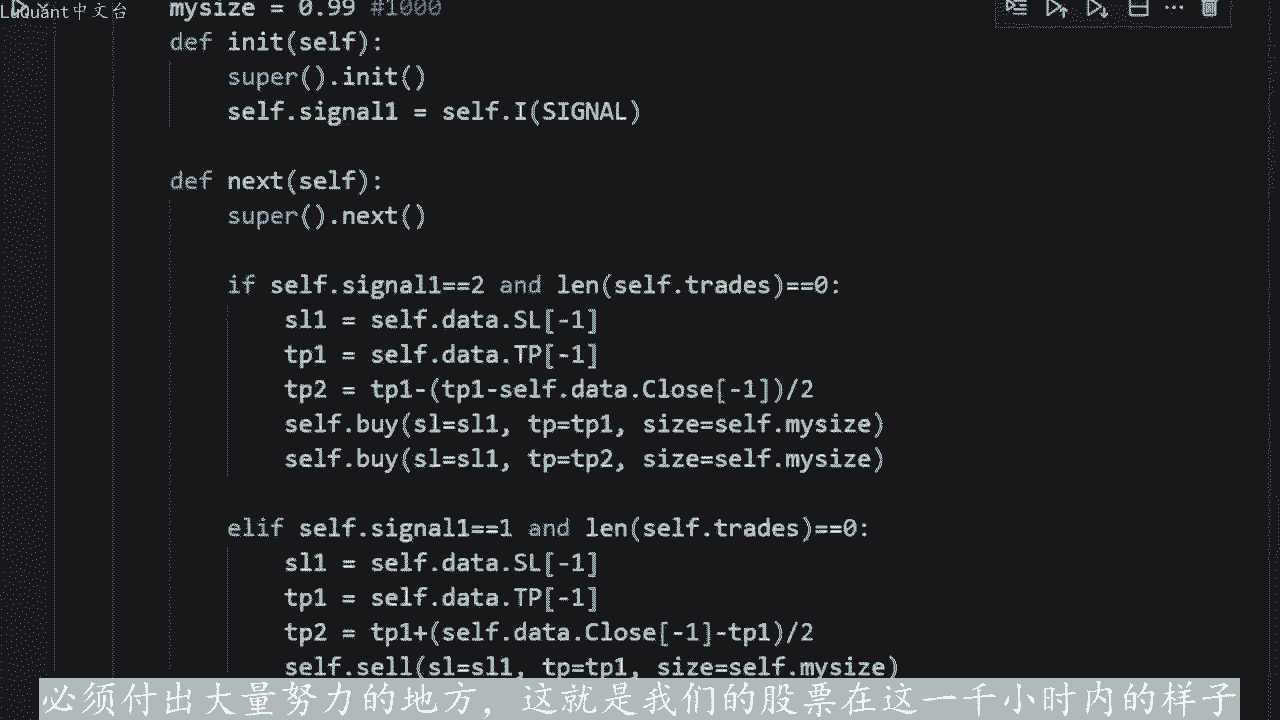 LuQuant中文台
mysize = 0.99 #1000
def init(self):
super().init()
self.signal1 = self.I(SIGNAL)
def next(self):
super().next()
if self.signal1==2 and len(self.trades)==0:
sl1 = self.data.SL[-1]
tp1 = self.data.TP[-1]
tp2 = tp1-(tp1-self.data.Close[-1])/2
self.buy(sl=sl1, tp=tp1, size=self.mysize)
self.buy(sl=sl1, tp=tp2, size=self.mysize)
elif self.signal1==1 and len(self.trades)==0:
sl1 = self.data.SL[-1]
tp1 = self.data.TP[-1]
tp2 = tp1+(self.data.Close[-1]-tp1)/2
self.sell(sl=sl1, tp=tp1, size=self.mysize)
必须付出大量努力的地方，这就是我们的股票在这一千小时内的样子